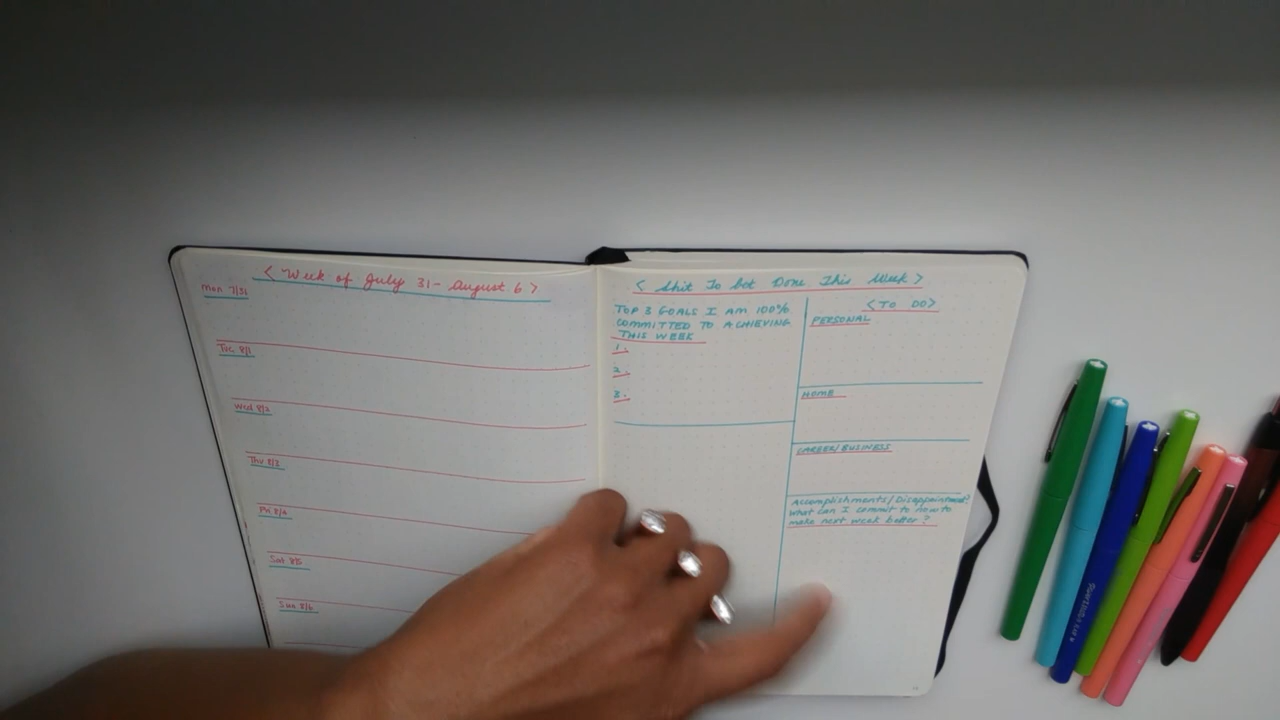 < Week of July 31 - August 6 >
Mon 7/31
Tue 8/1
Wed 8/2
Thu 8/3
Fri 8/4
Sat 8/5
Sun 8/6
< Shit To Get Done This Week >
TOP 3 GOALS I AM 100%
COMMITTED TO ACHIEVING
THIS WEEK
1.
2.
3.
<TO DO>
PERSONAL
HOME
CAREER/BUSINESS
Accomplishments/Disappointments?
What can I commit to now to
make next week better?